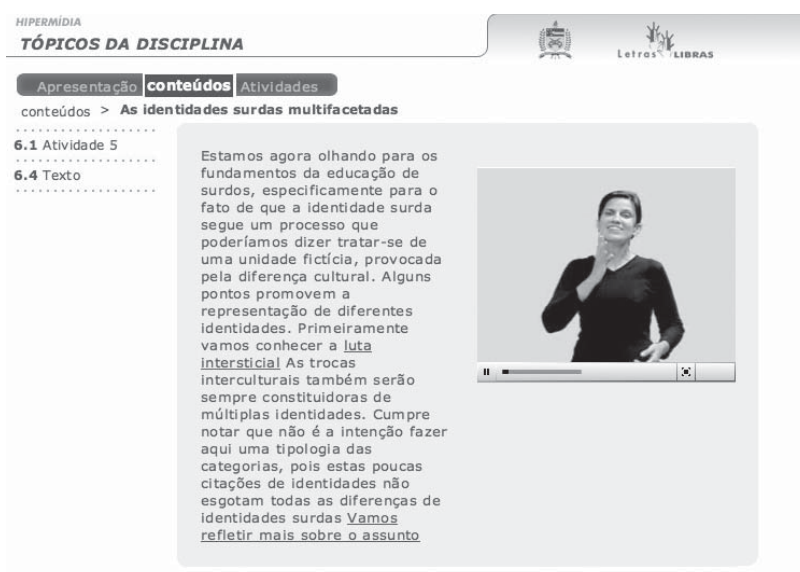 HIPERMÍDIA
TÓPICOS DA DISCIPLINA
Letras LIBRAS
Apresentação conteúdos Atividades
conteúdos > As identidades surdas multifacetadas
6.1 Atividade 5
6.4 Texto
Estamos agora olhando para os
fundamentos da educação de
surdos, especificamente para o
fato de que a identidade surda
segue um processo que
poderíamos dizer tratar-se de
uma unidade fictícia, provocada
pela diferença cultural. Alguns
pontos promovem a
representação de diferentes
identidades. Primeiramente
vamos conhecer a luta
intersticial As trocas
interculturais também serão
sempre constituidoras de
múltiplas identidades. Cumpre
notar que não é a intenção fazer
aqui uma tipologia das
categorias, pois estas poucas
citações de identidades não
esgotam todas as diferenças de
identidades surdas Vamos
refletir mais sobre o assunto